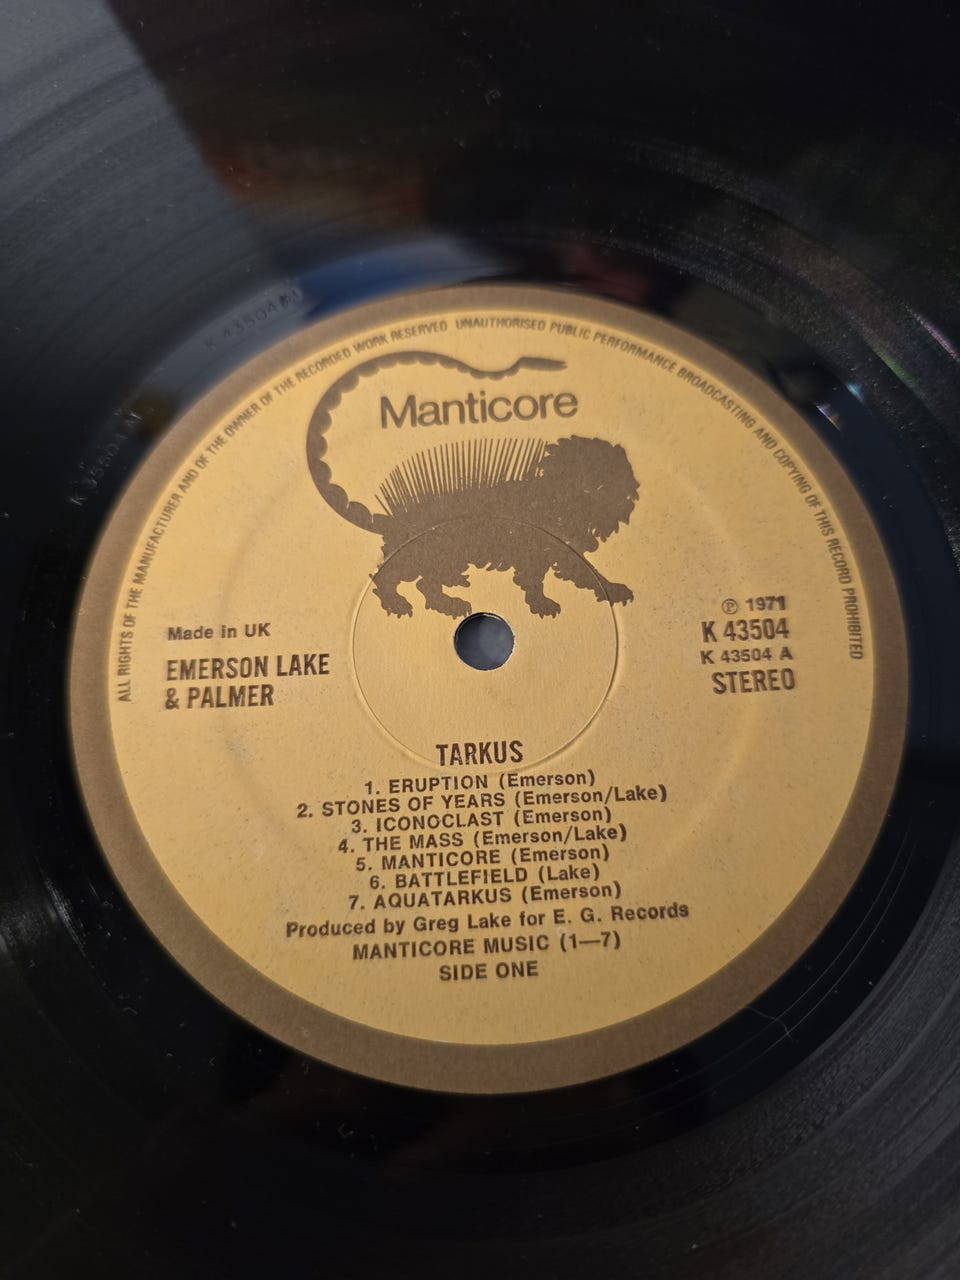 ALL RIGHTS OF THE MANUFACTURER AND OF THE OWNER OF THE RECORDED WORK RESERVED UNAUTHORISED PUBLIC PERFORMANCE BROADCASTING AND COPYING OF THIS RECORD PROHIBITED
Manticore
Made in UK
EMERSON LAKE
& PALMER
℗ 1971
K 43504
K 43504 A
STEREO
TARKUS
1. ERUPTION (Emerson)
2. STONES OF YEARS (Emerson/Lake)
3. ICONOCLAST (Emerson)
4. THE MASS (Emerson/Lake)
5. MANTICORE (Emerson)
6. BATTLEFIELD (Lake)
7. AQUATARKUS (Emerson)
Produced by Greg Lake for E. G. Records
MANTICORE MUSIC (1—7)
SIDE ONE